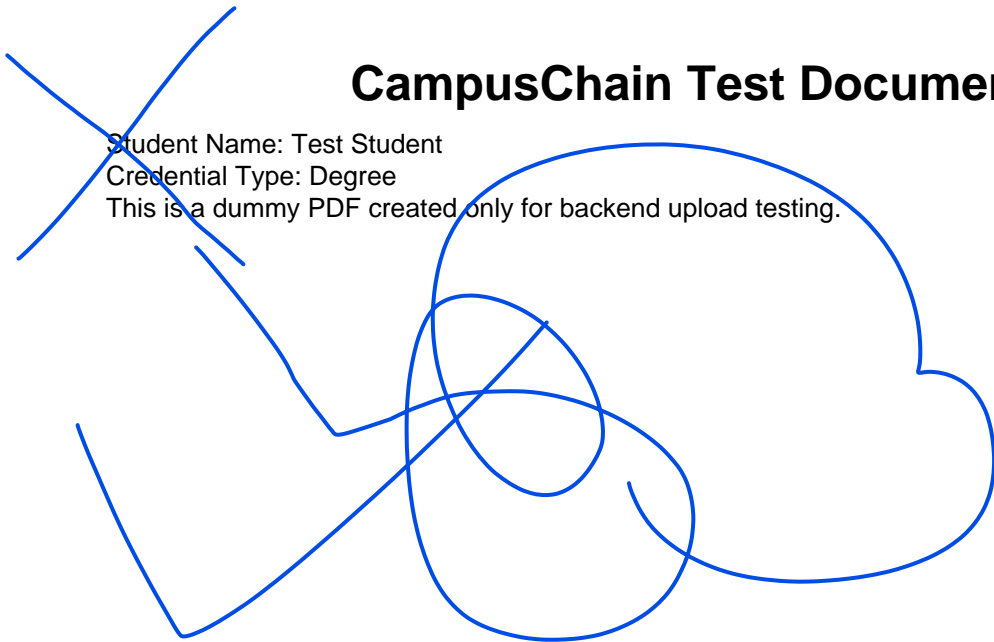 CampusChain Test Documen
Student Name: Test Student
Credential Type: Degree
This is a dummy PDF created only for backend upload testing.